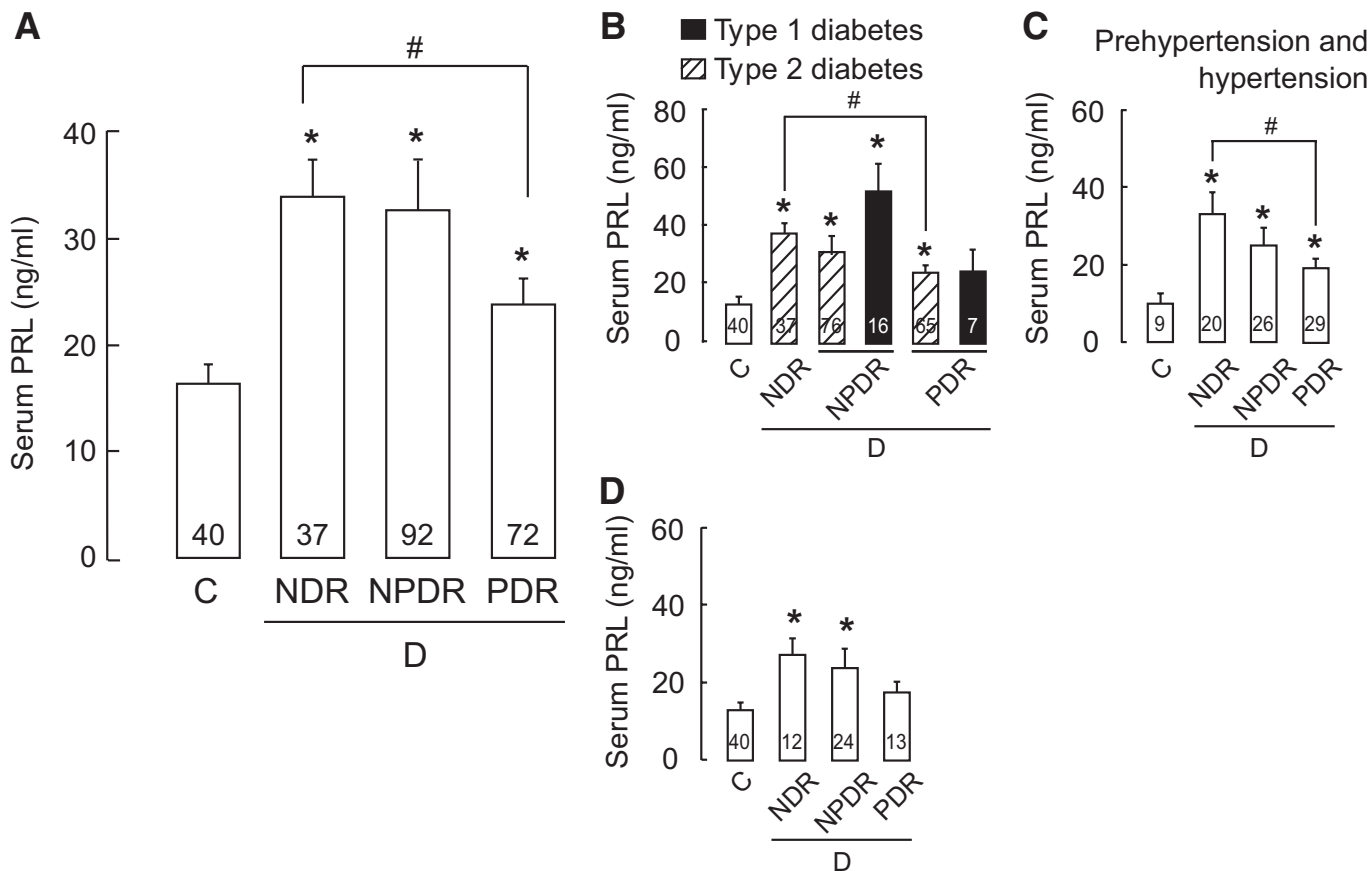 A
#
Serum PRL (ng/ml)
40
30
20
10
0
*
*
*
40
37
92
72
C
NDR
NPDR
PDR
D
B
Type 1 diabetes
Type 2 diabetes
#
Serum PRL (ng/ml)
80
60
40
20
0
*
*
*
*
40
37
76
16
65
7
C
NDR
NPDR
PDR
D
C
Prehypertension and
hypertension
#
Serum PRL (ng/ml)
60
40
20
0
*
*
*
9
20
26
29
C
NDR
NPDR
PDR
D
D
Serum PRL (ng/ml)
60
40
20
0
*
*
40
12
24
13
C
NDR
NPDR
PDR
D